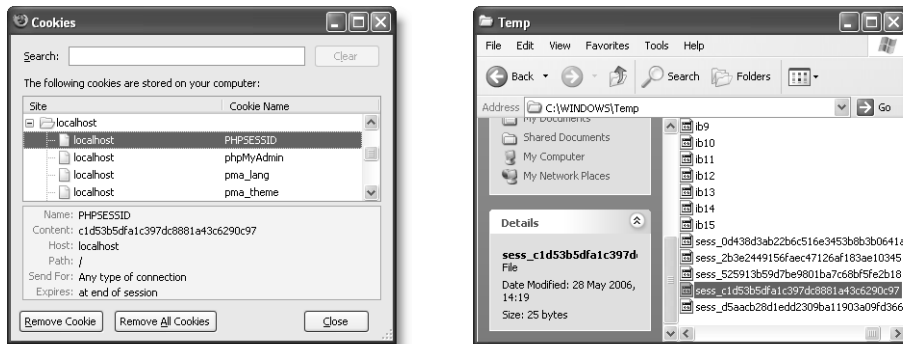 Cookies
Search:
Clear
The following cookies are stored on your computer:
Site Cookie Name
localhost
localhost PHPSESSID
localhost phpMyAdmin
localhost pma_lang
localhost pma_theme
Name: PHPSESSID
Content: c1d53b5dfa1c397dc8881a43c6290c97
Host: localhost
Path: /
Send For: Any type of connection
Expires: at end of session
Remove Cookie Remove All Cookies Close
Temp
File Edit View Favorites Tools Help
Back Search Folders
Address C:\WINDOWS\Temp Go
My Documents
Shared Documents
My Computer
My Network Places
Details
sess_c1d53b5dfa1c397d
File
Date Modified: 28 May 2006,
14:19
Size: 25 bytes
ib9
ib10
ib11
ib12
ib13
ib14
ib15
sess_0d438d3ab22b6c516e3453b8b3b0641a
sess_2b3e2449156faec47126af183ae10345
sess_525913b59d7be9801ba7c68bf5fe2b18
sess_c1d53b5dfa1c397dc8881a43c6290c97
sess_d5aacb28d1edd2309ba11903a09fd366